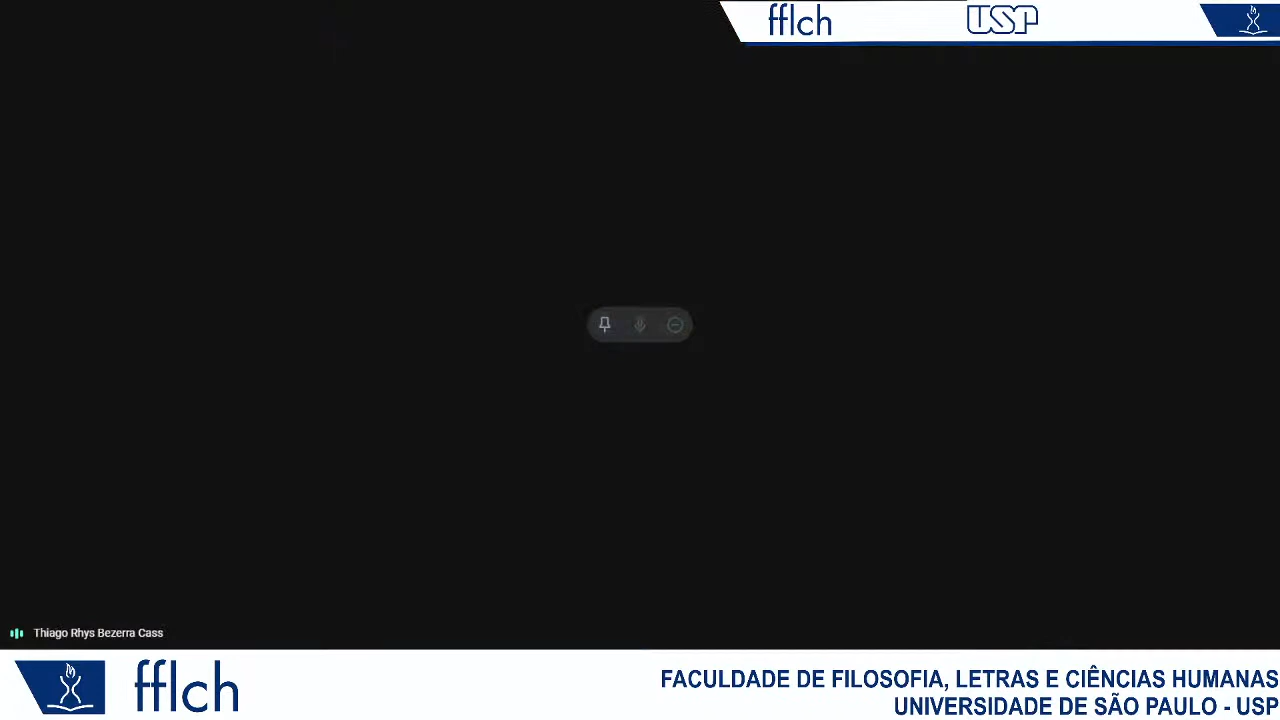 fflch USP
Thiago Rhys Bezerra Cass
fflch
FACULDADE DE FILOSOFIA, LETRAS E CIÊNCIAS HUMANAS
UNIVERSIDADE DE SÃO PAULO - USP